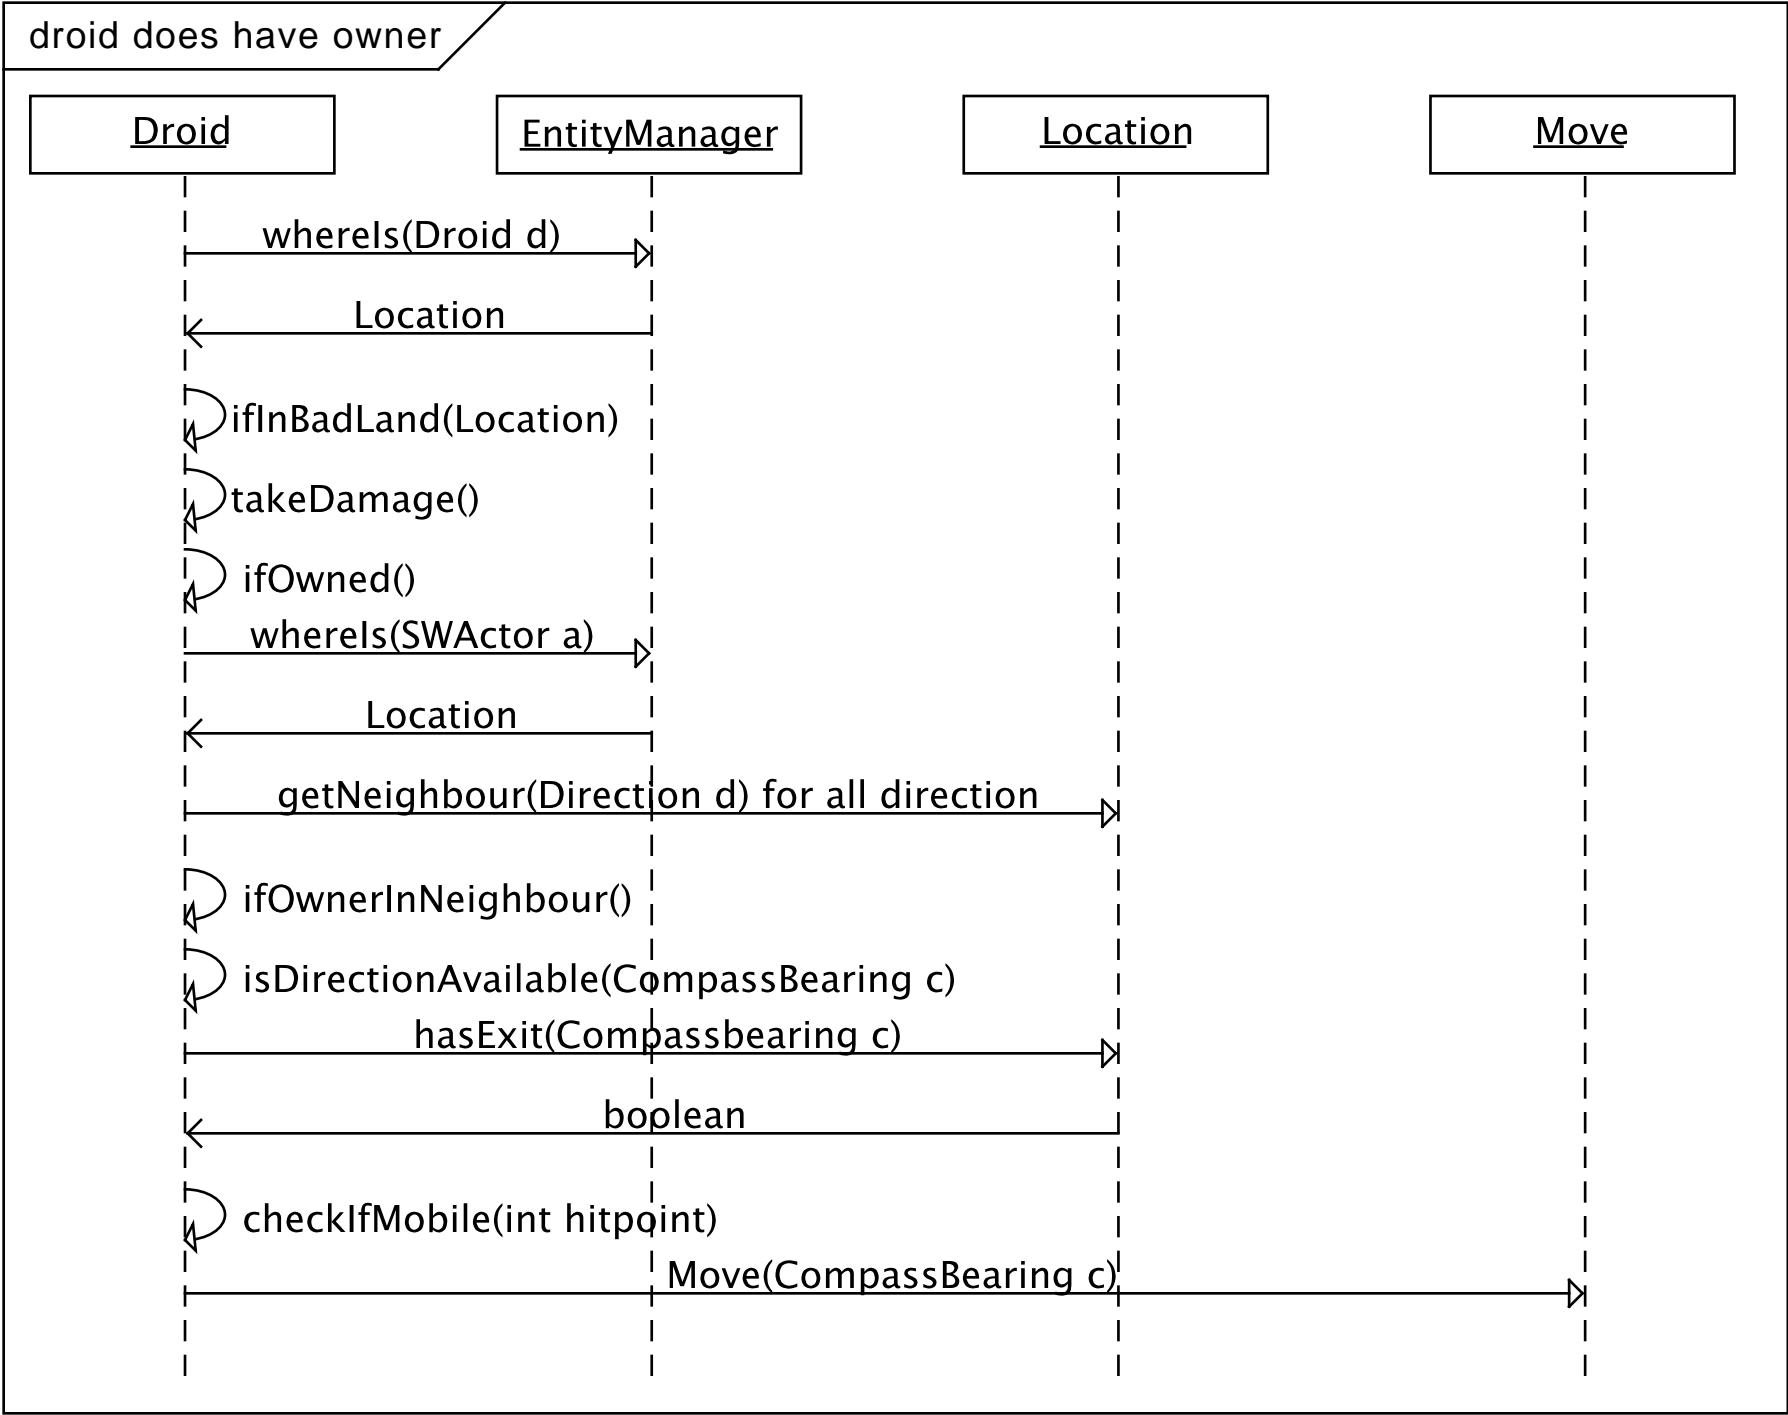 droid does have owner
Droid
EntityManager
Location
Move
whereIs(Droid d)
Location
ifInBadLand(Location)
takeDamage()
ifOwned()
whereIs(SWActor a)
Location
getNeighbour(Direction d) for all direction
ifOwnerInNeighbour()
isDirectionAvailable(CompassBearing c)
hasExit(Compassbearing c)
boolean
checkIfMobile(int hitpoint)
Move(CompassBearing c)